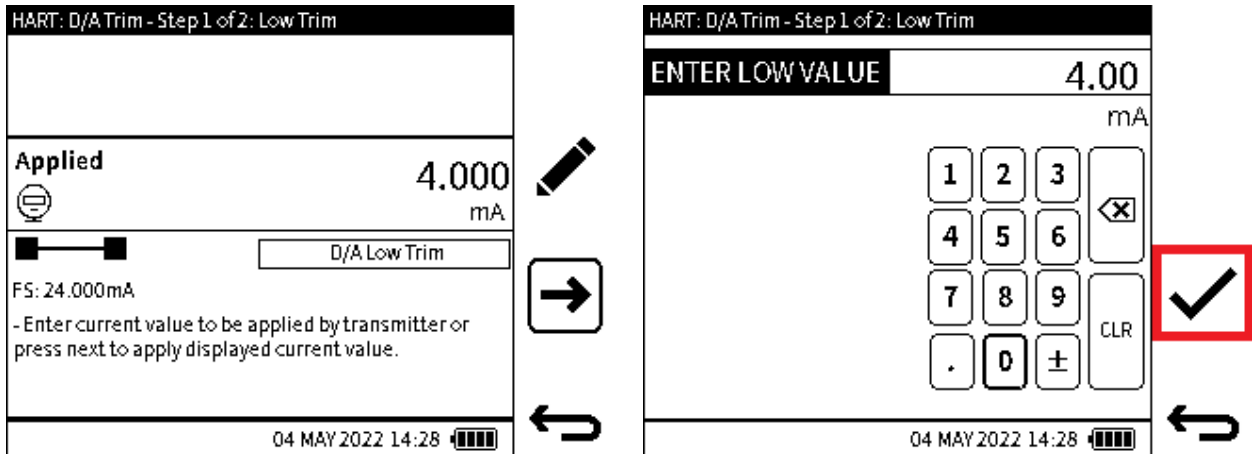 HART: D/A Trim - Step 1 of 2: Low Trim
Applied
4.000
mA
D/A Low Trim
FS: 24.000mA
- Enter current value to be applied by transmitter or
press next to apply displayed current value.
04 MAY 2022 14:28
HART: D/A Trim - Step 1 of 2: Low Trim
ENTER LOW VALUE 4.00
mA
1 2 3
4 5 6
7 8 9
CLR
. 0 ±
04 MAY 2022 14:28